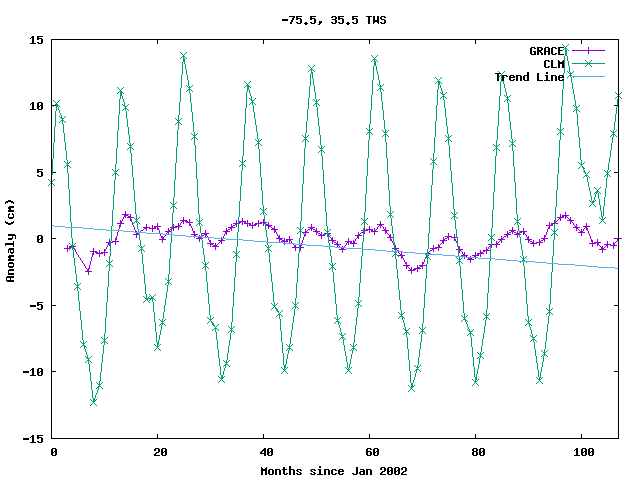 -75.5, 35.5 TWS
GRACE
CLM
Trend Line
15
10
5
0
-5
-10
-15
Anomaly (cm)
0 20 40 60 80 100
Months since Jan 2002